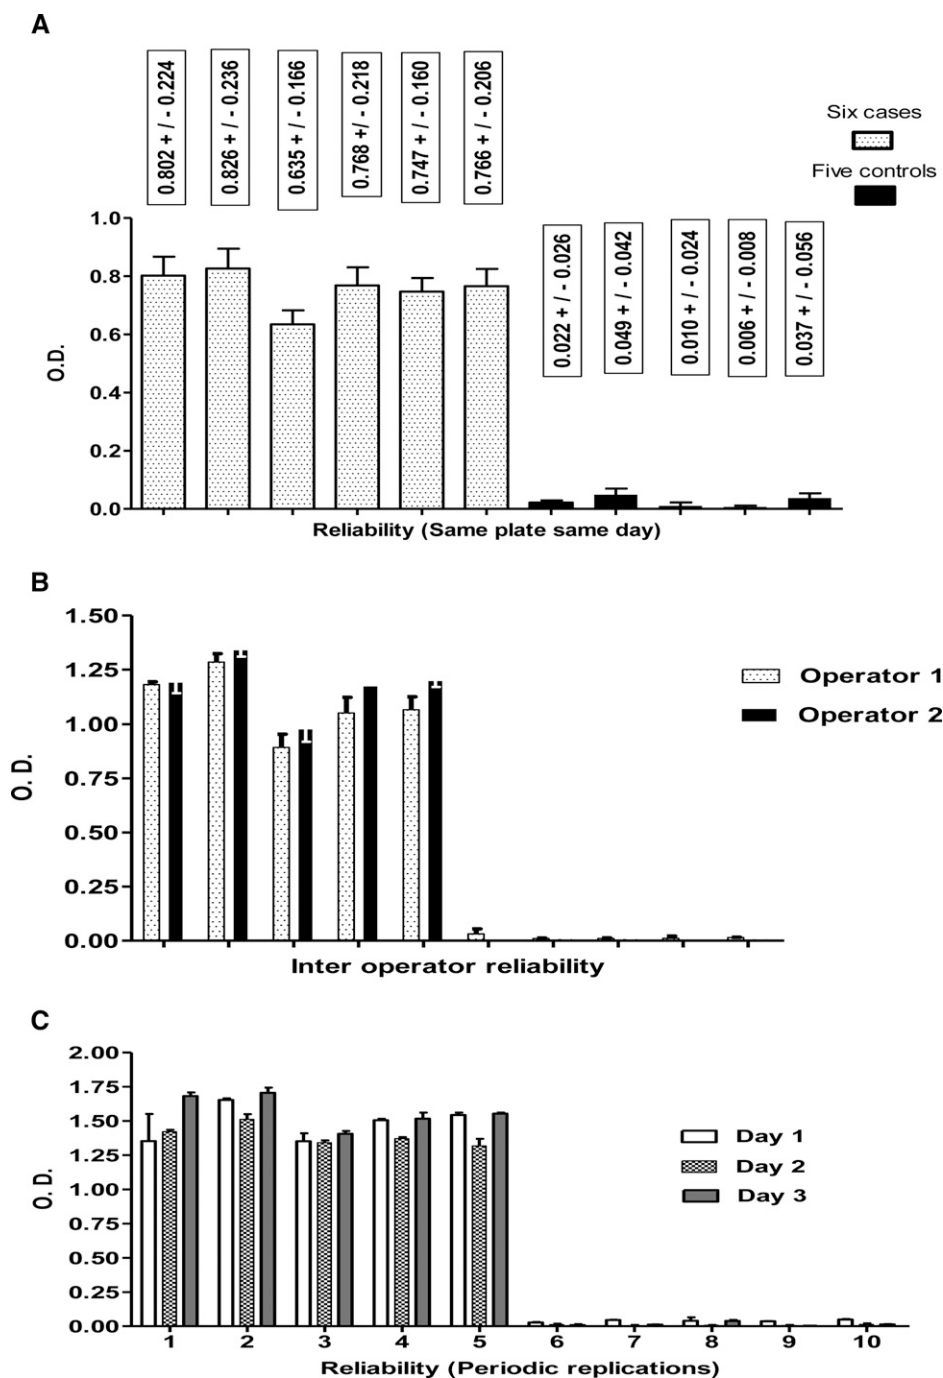 A
0.802 + / - 0.224
0.826 + / - 0.236
0.635 + / - 0.166
0.768 +/ - 0.218
0.747 + / - 0.160
0.766 + / - 0.206
0.022 + / - 0.026
0.049 + / - 0.042
0.010 + / - 0.024
0.006 + / - 0.008
0.037 + / - 0.056
Six cases
Five controls
1.0
0.8
0.6
0.4
0.2
0.0
O.D.
Reliability (Same plate same day)
B
1.50
1.25
1.00
0.75
0.50
0.25
0.00
O. D.
Operator 1
Operator 2
Inter operator reliability
C
2.00
1.75
1.50
1.25
1.00
0.75
0.50
0.25
0.00
O. D.
Day 1
Day 2
Day 3
1 2 3 4 5 6 7 8 9 10
Reliability (Periodic replications)